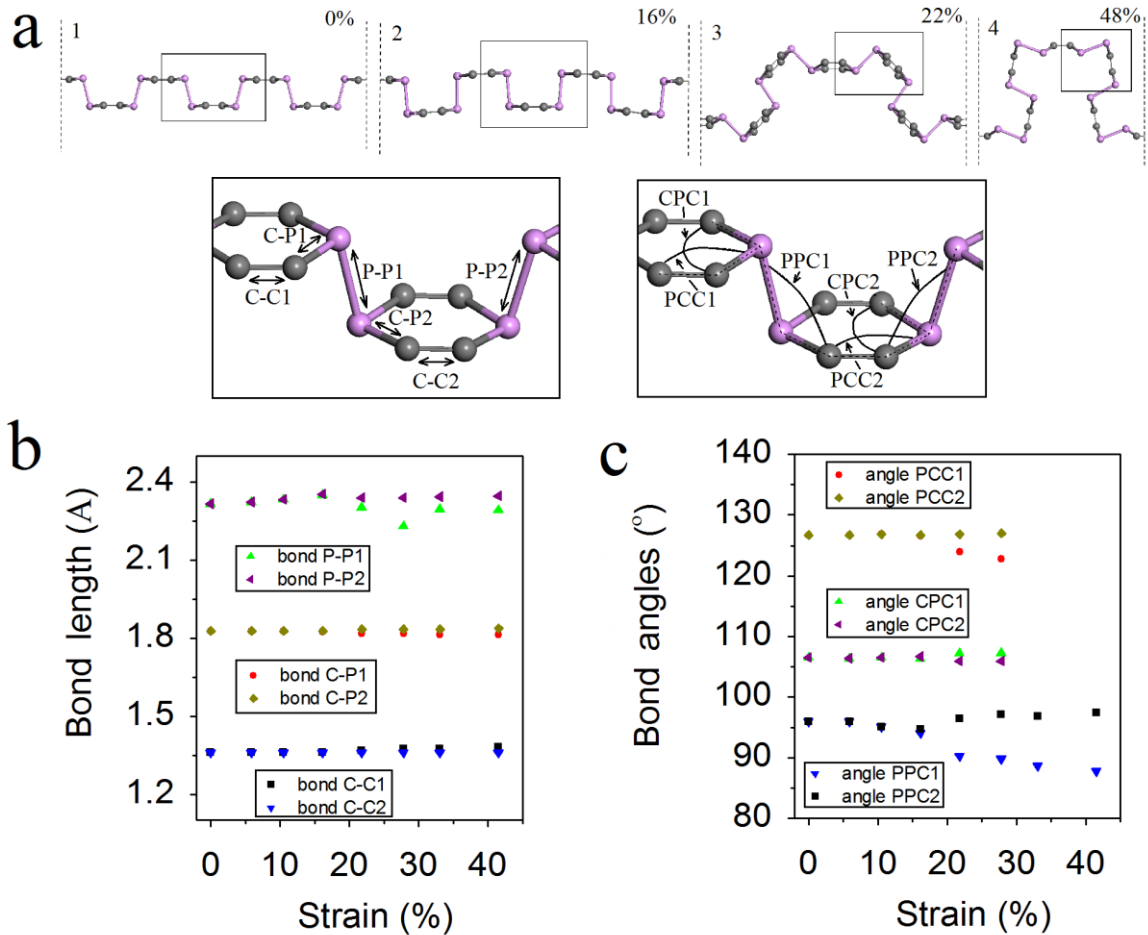 a
1 0%
2 16%
3 22%
4 48%
C-P1
P-P1
P-P2
C-C1
C-P2
C-C2
CPC1
PPC1
CPC2
PPC2
PCC1
PCC2
b
Bond length (A)
2.4
2.1
1.8
1.5
1.2
bond P-P1
bond P-P2
bond C-P1
bond C-P2
bond C-C1
bond C-C2
0 10 20 30 40
Strain (%)
c
Bond angles (º)
140
130
120
110
100
90
80
angle PCC1
angle PCC2
angle CPC1
angle CPC2
angle PPC1
angle PPC2
0 10 20 30 40
Strain (%)